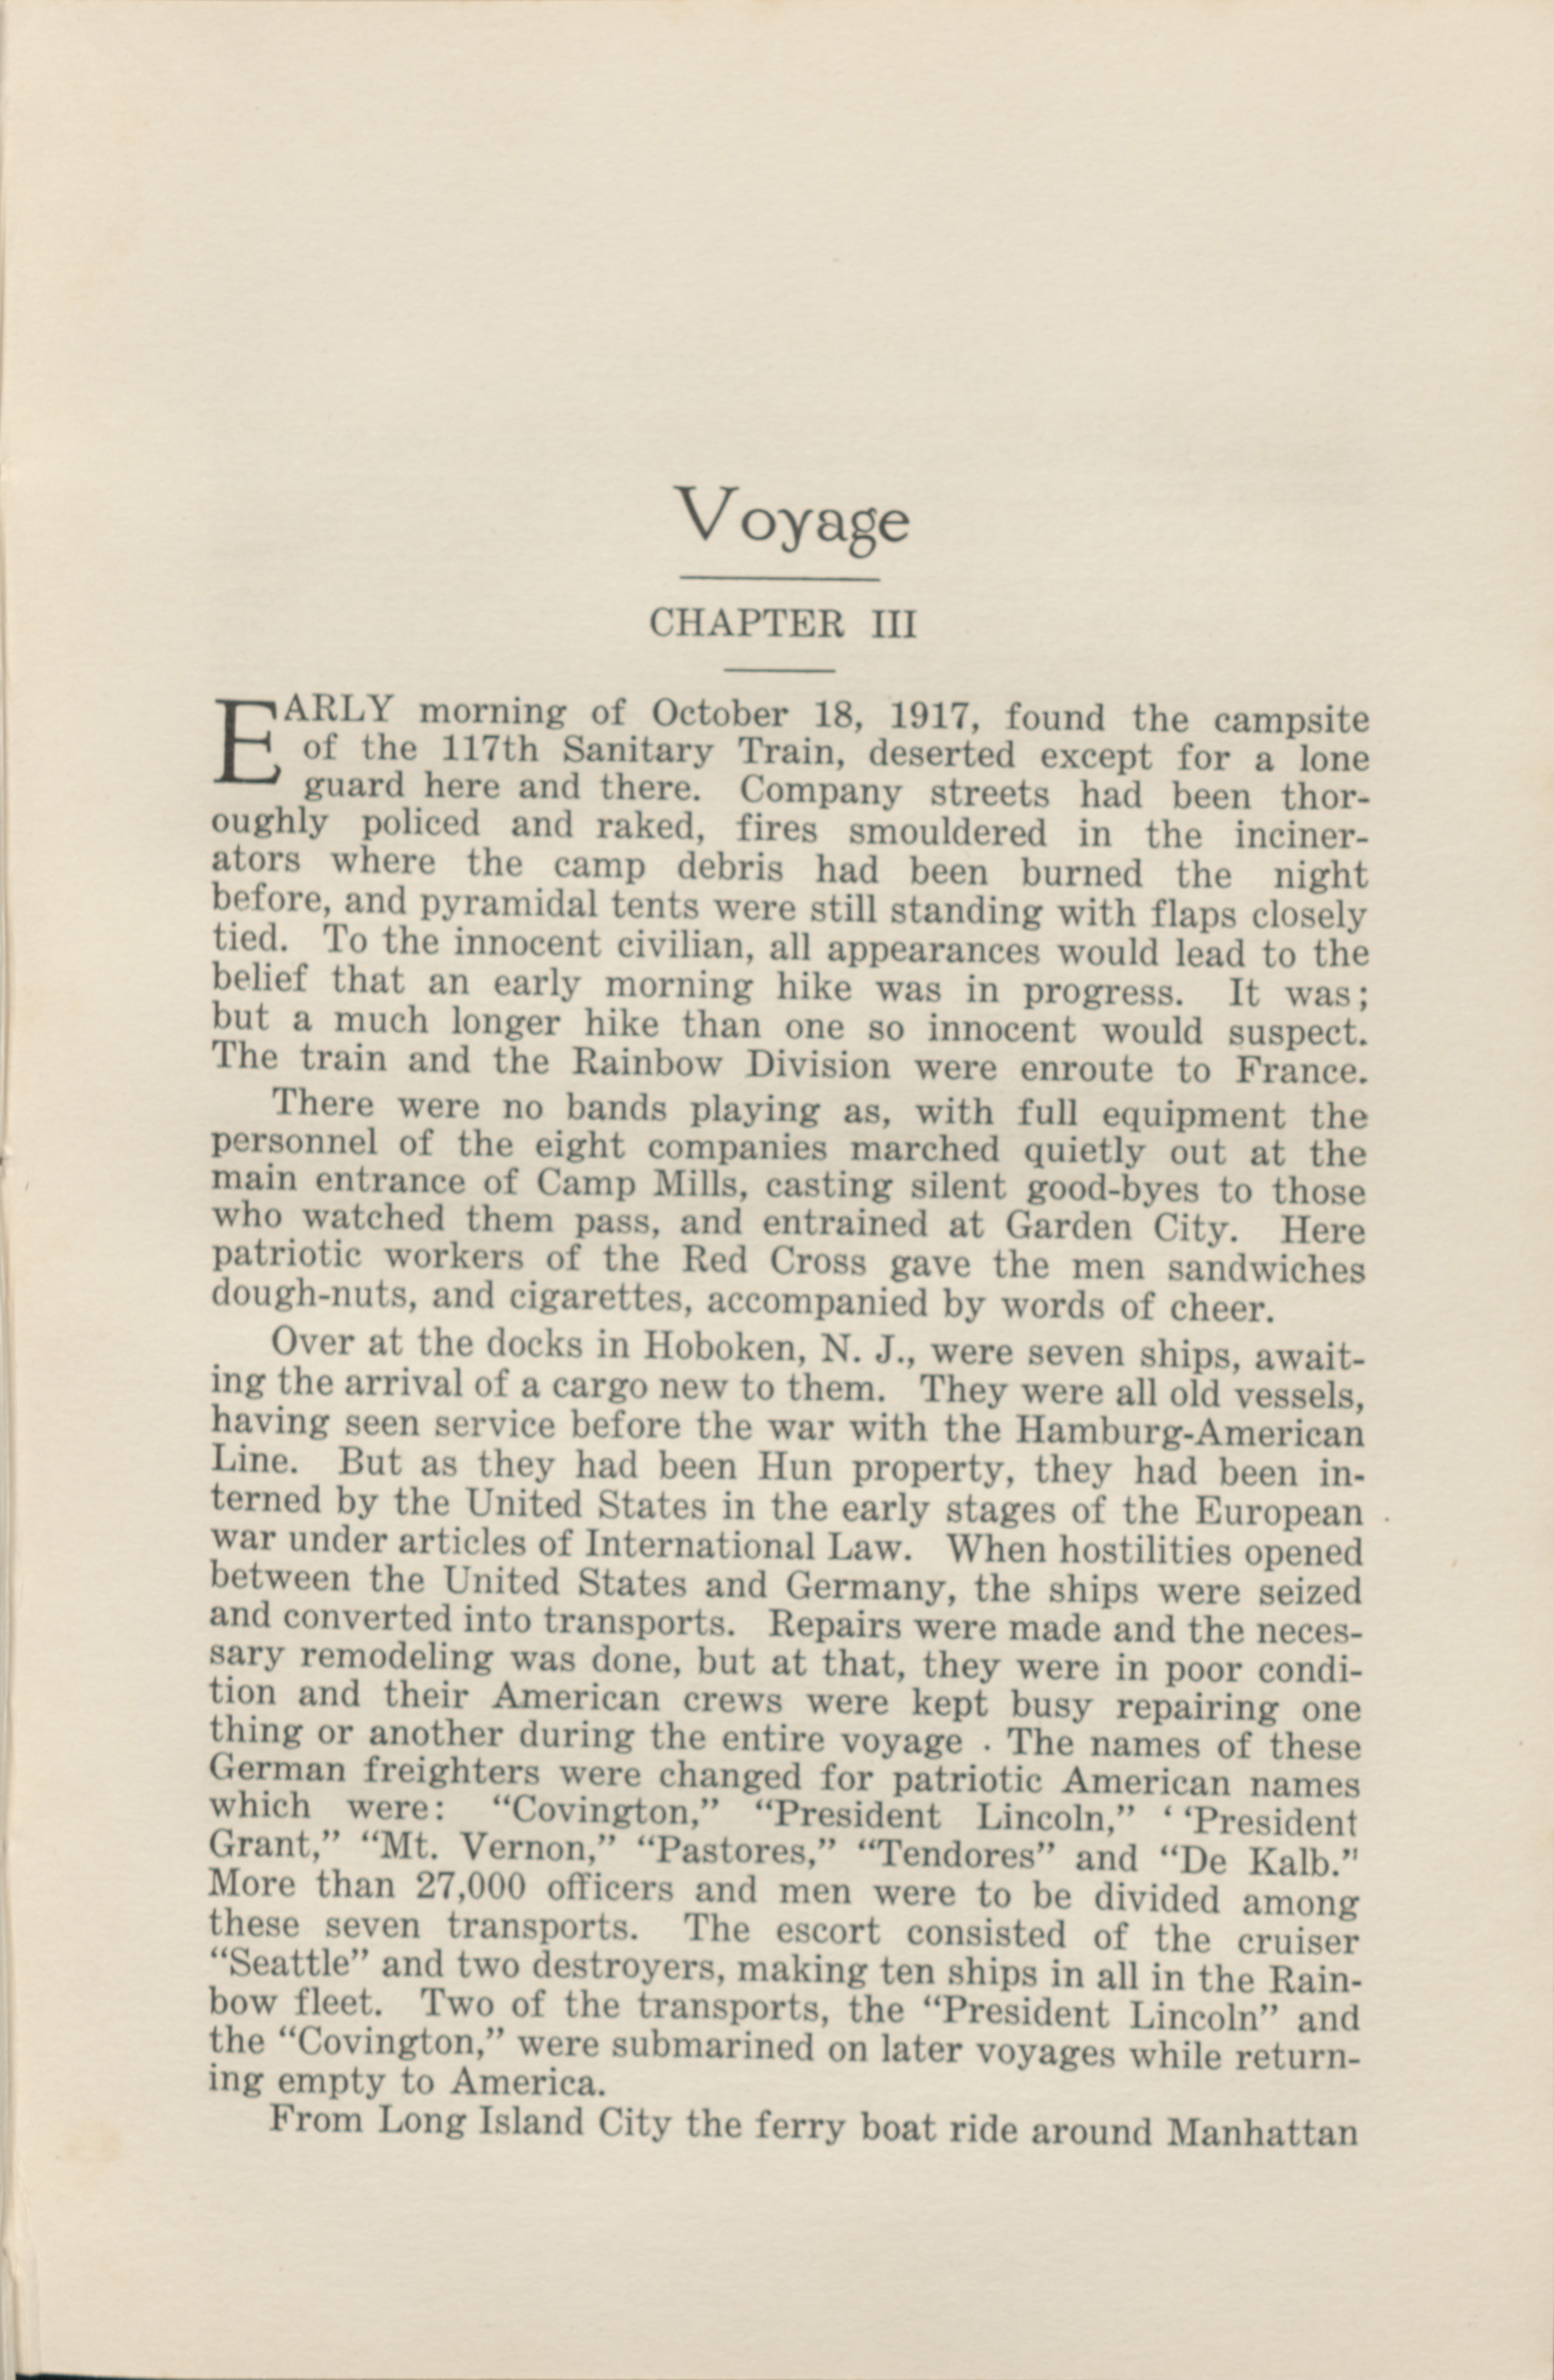 Voyage
CHAPTER III
EARLY morning of October 18, 1917, found the campsite
of the 117th Sanitary Train, deserted except for a lone
guard here and there. Company streets had been thor-
oughly policed and raked, fires smouldered in the inciner-
ators where the camp debris had been burned the night
before, and pyramidal tents were still standing with flaps closely
tied. To the innocent civilian, all appearances would lead to the
belief that an early morning hike was in progress. It was;
but a much longer hike than one so innocent would suspect.
The train and the Rainbow Division were enroute to France.
There were no bands playing as, with full equipment the
personnel of the eight companies marched quietly out at the
main entrance of Camp Mills, casting silent good-byes to those
who watched them pass, and entrained at Garden City. Here
patriotic workers of the Red Cross gave the men sandwiches
dough-nuts, and cigarettes, accompanied by words of cheer.
Over at the docks in Hoboken, N. J., were seven ships, await-
ing the arrival of a cargo new to them. They were all old vessels,
having seen service before the war with the Hamburg-American
Line. But as they had been Hun property, they had been in-
terned by the United States in the early stages of the European
war under articles of International Law. When hostilities opened
between the United States and Germany, the ships were seized
and converted into transports. Repairs were made and the neces-
sary remodeling was done, but at that, they were in poor condi-
tion and their American crews were kept busy repairing one
thing or another during the entire voyage . The names of these
German freighters were changed for patriotic American names
which were: “Covington,” “President Lincoln,” ‘ ‘President
Grant,” “Mt. Vernon,” “Pastores,” “Tendores” and “De Kalb.”
More than 27,000 officers and men were to be divided among
these seven transports. The escort consisted of the cruiser
“Seattle” and two destroyers, making ten ships in all in the Rain-
bow fleet. Two of the transports, the “President Lincoln” and
the “Covington,” were submarined on later voyages while return-
ing empty to America.
From Long Island City the ferry boat ride around Manhattan